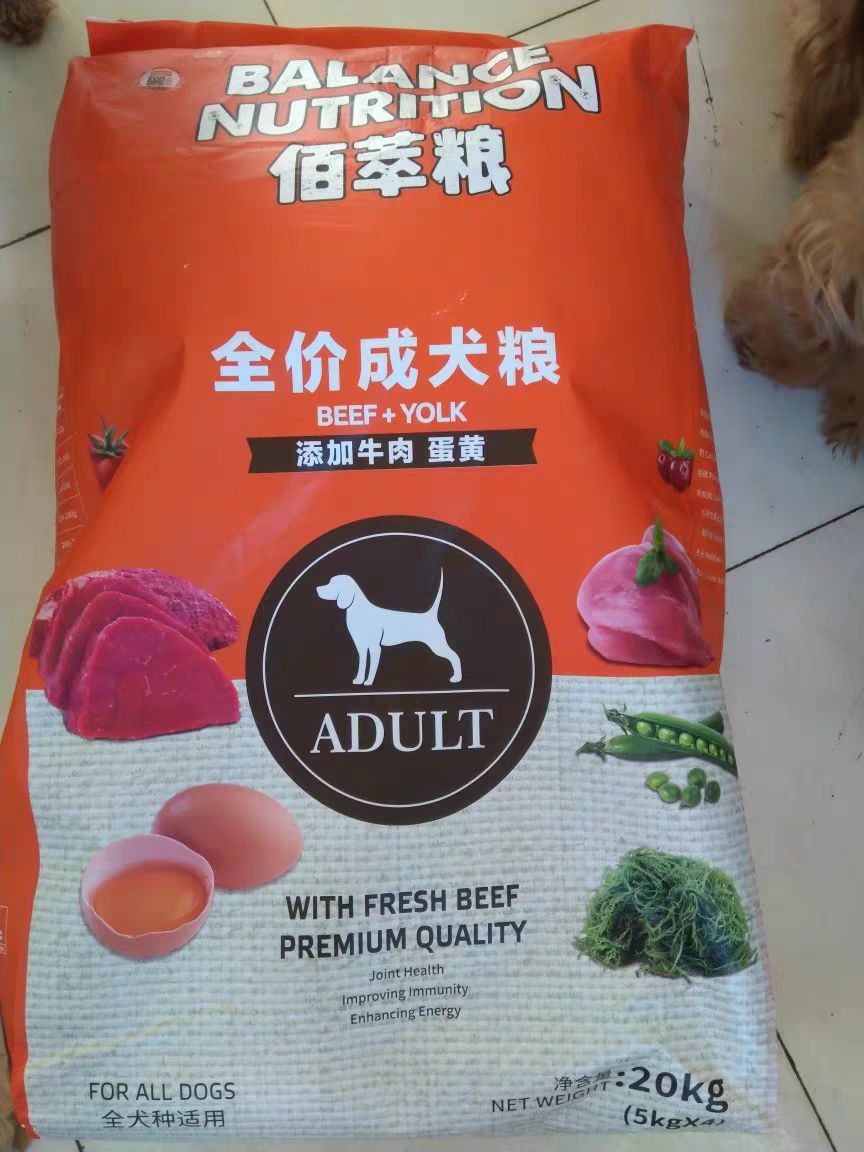 BALANCE
NUTRITION
佰萃粮
全价成犬粮
BEEF + YOLK
添加牛肉 蛋黄
ADULT
WITH FRESH BEEF
PREMIUM QUALITY
Joint Health
Improving Immunity
Enhancing Energy
FOR ALL DOGS
全犬种适用
净含量:20kg
NET WEIGHT
(5kgX4)